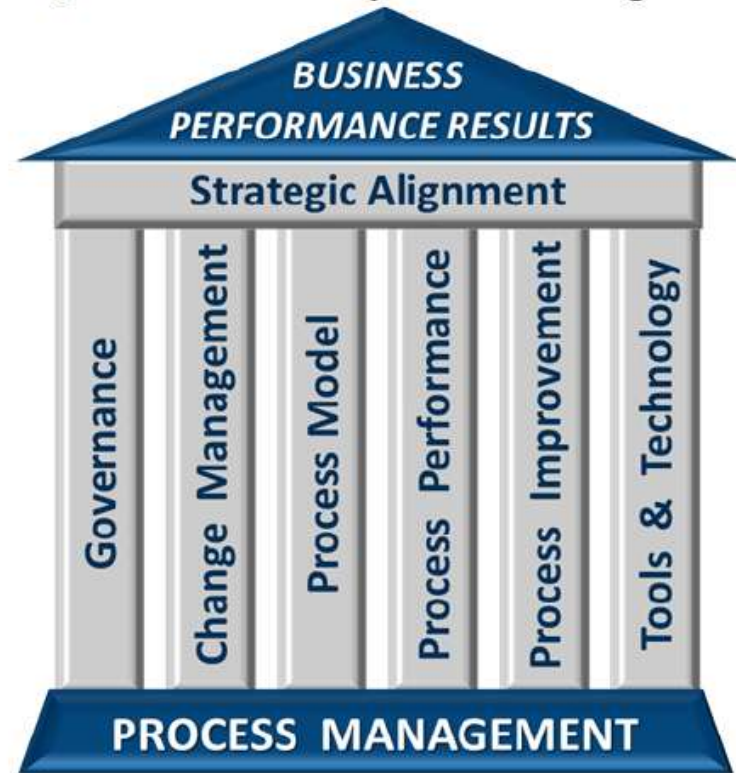 BUSINESS
PERFORMANCE RESULTS
Strategic Alignment
Governance
Change Management
Process Model
Process Performance
Process Improvement
Tools & Technology
PROCESS MANAGEMENT